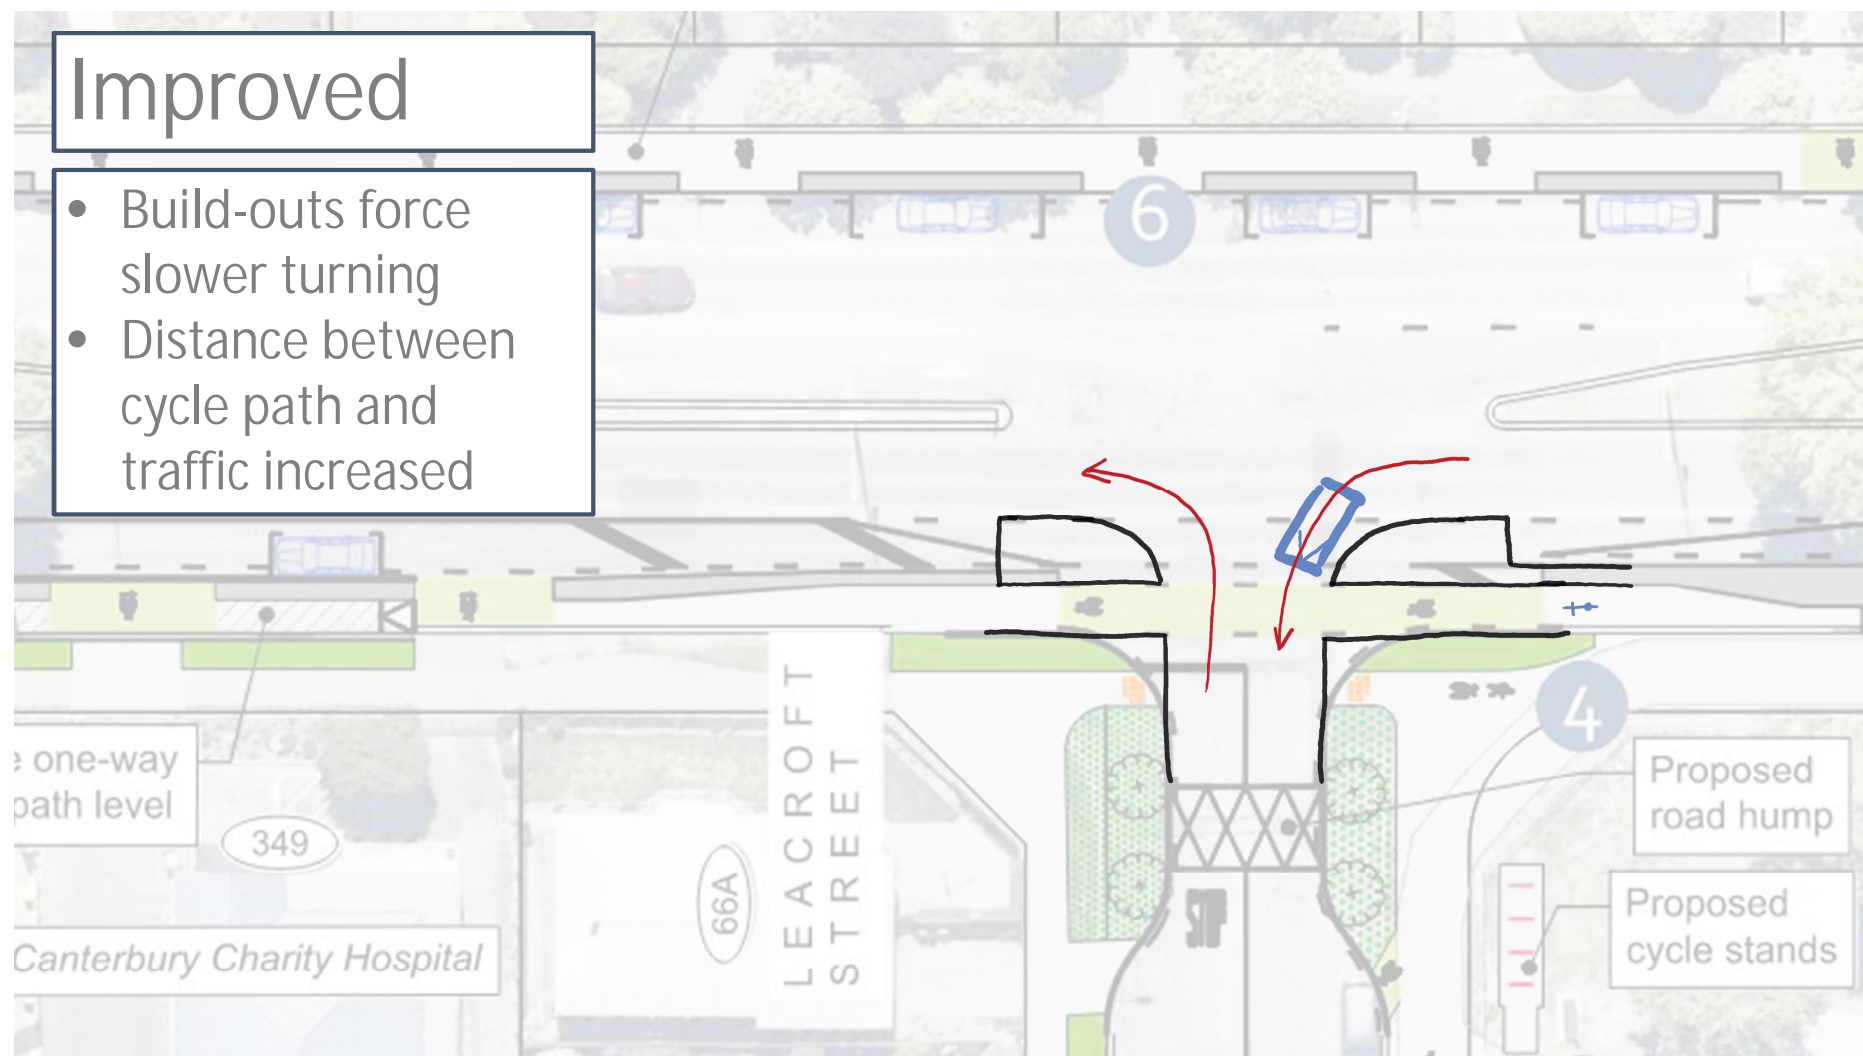 Improved
• Build-outs force
slower turning
• Distance between
cycle path and
traffic increased
6
4
e one-way
path level
349
66A
LEACROFT
STREET
Canterbury Charity Hospital
Proposed
road hump
Proposed
cycle stands